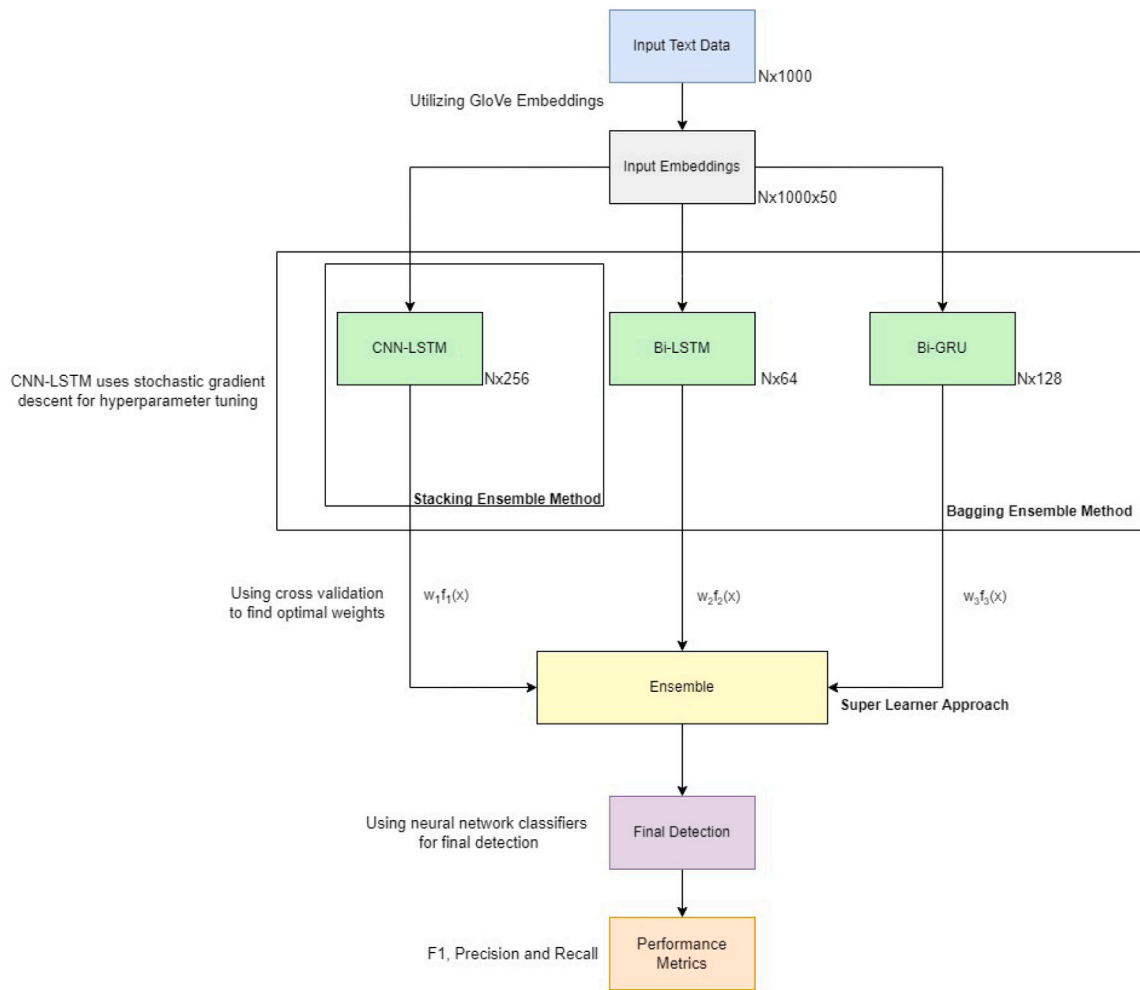 Input Text Data
Nx1000
Utilizing GloVe Embeddings
Input Embeddings
Nx1000x50
CNN-LSTM
Nx256
Bi-LSTM
Nx64
Bi-GRU
Nx128
CNN-LSTM uses stochastic gradient
descent for hyperparameter tuning
Stacking Ensemble Method
Bagging Ensemble Method
Using cross validation
to find optimal weights
w₁f₁(x)
w₂f₂(x)
w₃f₃(x)
Ensemble
Super Learner Approach
Using neural network classifiers
for final detection
Final Detection
F1, Precision and Recall
Performance
Metrics